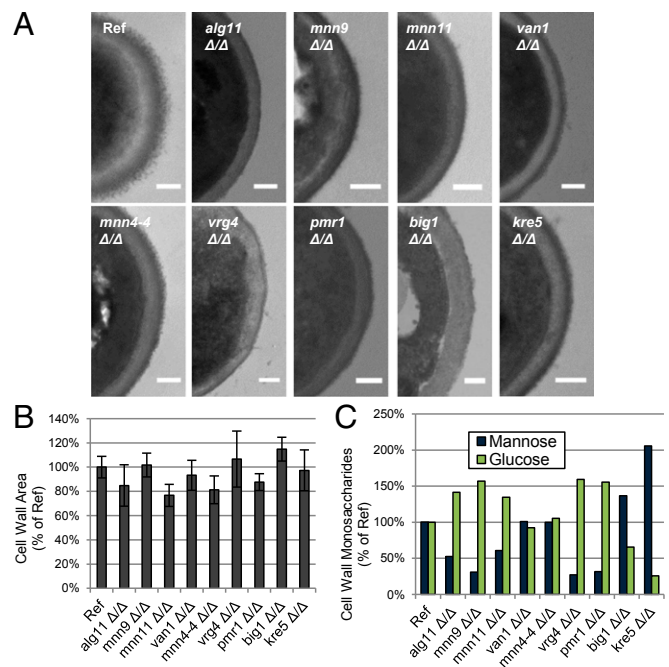 A
Ref
alg11
Δ/Δ
mnn9
Δ/Δ
mnn11
Δ/Δ
van1
Δ/Δ
mnn4-4
Δ/Δ
vrg4
Δ/Δ
pmr1
Δ/Δ
big1
Δ/Δ
kre5
Δ/Δ
B
Cell Wall Area
(% of Ref)
140%
120%
100%
80%
60%
40%
20%
0%
Ref
alg11 Δ/Δ
mnn9 Δ/Δ
mnn11 Δ/Δ
van1 Δ/Δ
mnn4-4 Δ/Δ
vrg4 Δ/Δ
pmr1 Δ/Δ
big1 Δ/Δ
kre5 Δ/Δ
C
Cell Wall Monosaccharides
(% of Ref)
250%
200%
150%
100%
50%
0%
Mannose
Glucose
Ref
alg11 Δ/Δ
mnn9 Δ/Δ
mnn11 Δ/Δ
van1 Δ/Δ
mnn4-4 Δ/Δ
vrg4 Δ/Δ
pmr1 Δ/Δ
big1 Δ/Δ
kre5 Δ/Δ